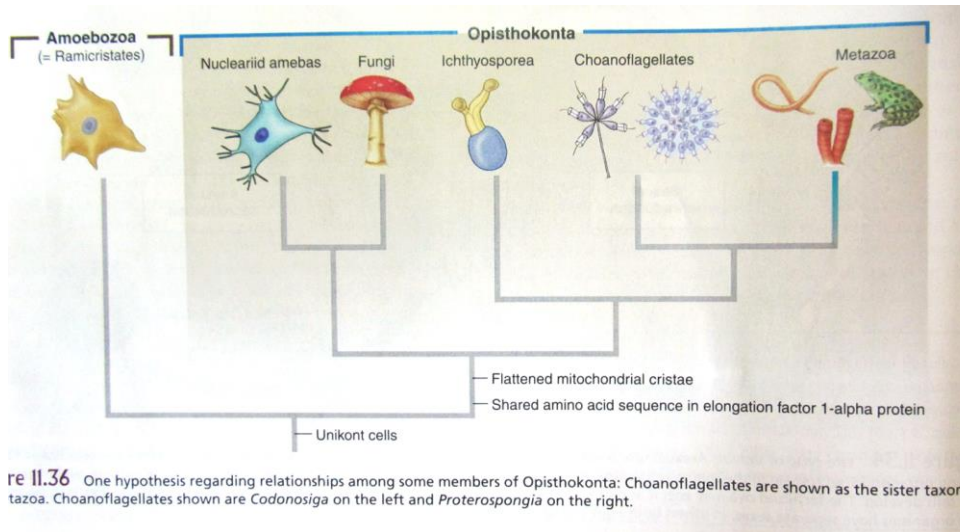 Amoebozoa
(= Ramicristates)
Opisthokonta
Nucleariid amebas
Fungi
Ichthyosporea
Choanoflagellates
Metazoa
Flattened mitochondrial cristae
Shared amino acid sequence in elongation factor 1-alpha protein
Unikont cells
re 11.36 One hypothesis regarding relationships among some members of Opisthokonta: Choanoflagellates are shown as the sister taxon
tazoa. Choanoflagellates shown are Codonosiga on the left and Proterospongia on the right.